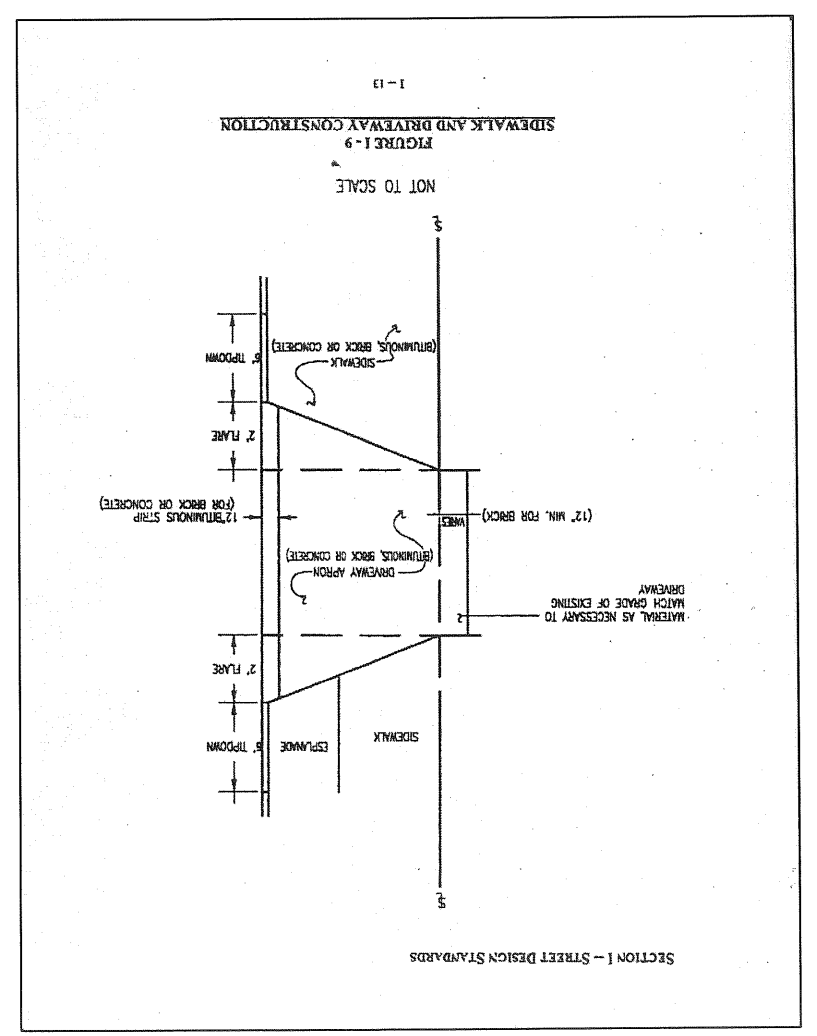 SECTION I – STREET DESIGN STANDARDS
SIDEWALK
ESPLANADE
6' TIPDOWN
2' FLARE
MATERIAL AS NECESSARY TO
MATCH GRADE OF EXISTING
DRIVEWAY
DRIVEWAY APRON
(BITUMINOUS, BRICK OR CONCRETE)
(12" MIN. FOR BRICK)
VARIES
12" BITUMINOUS STRIP
(FOR BRICK OR CONCRETE)
2' FLARE
SIDEWALK
(BITUMINOUS, BRICK OR CONCRETE)
6' TIPDOWN
NOT TO SCALE
FIGURE I - 9
SIDEWALK AND DRIVEWAY CONSTRUCTION
I – 13